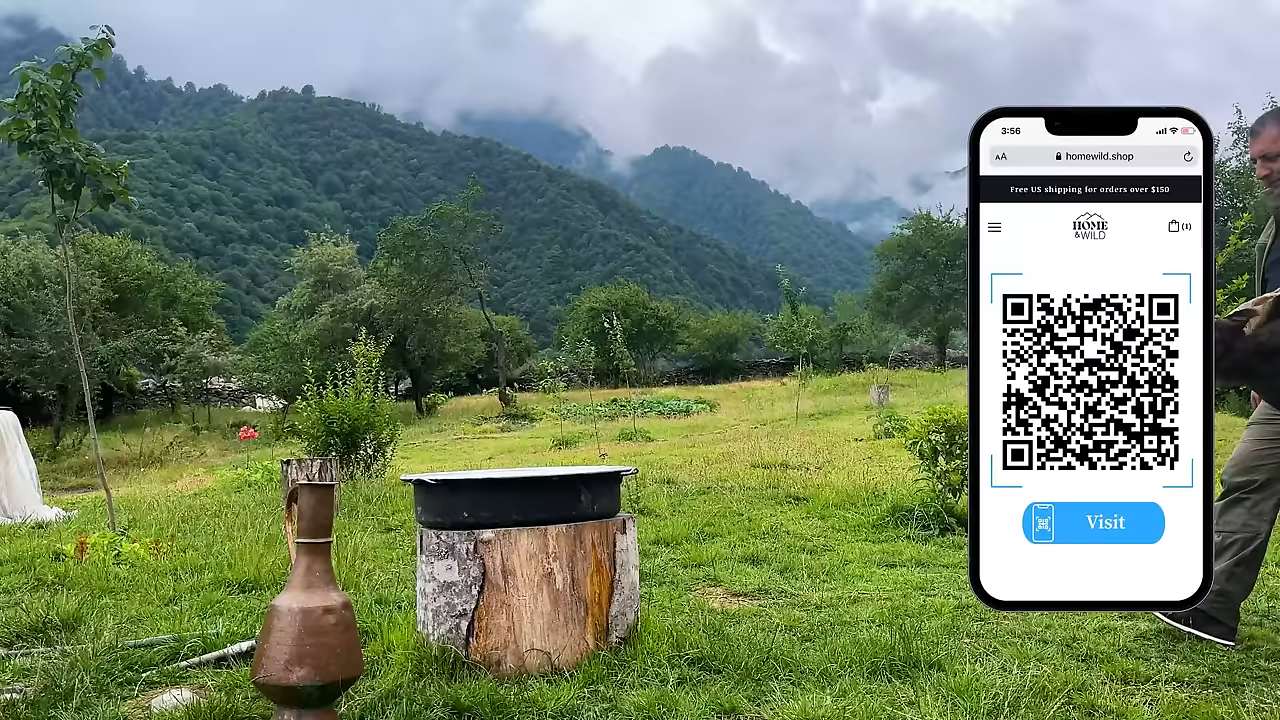 3:56
AA
homewild.shop
Free US shipping for orders over $150
HOME
&WILD
(1)
Visit